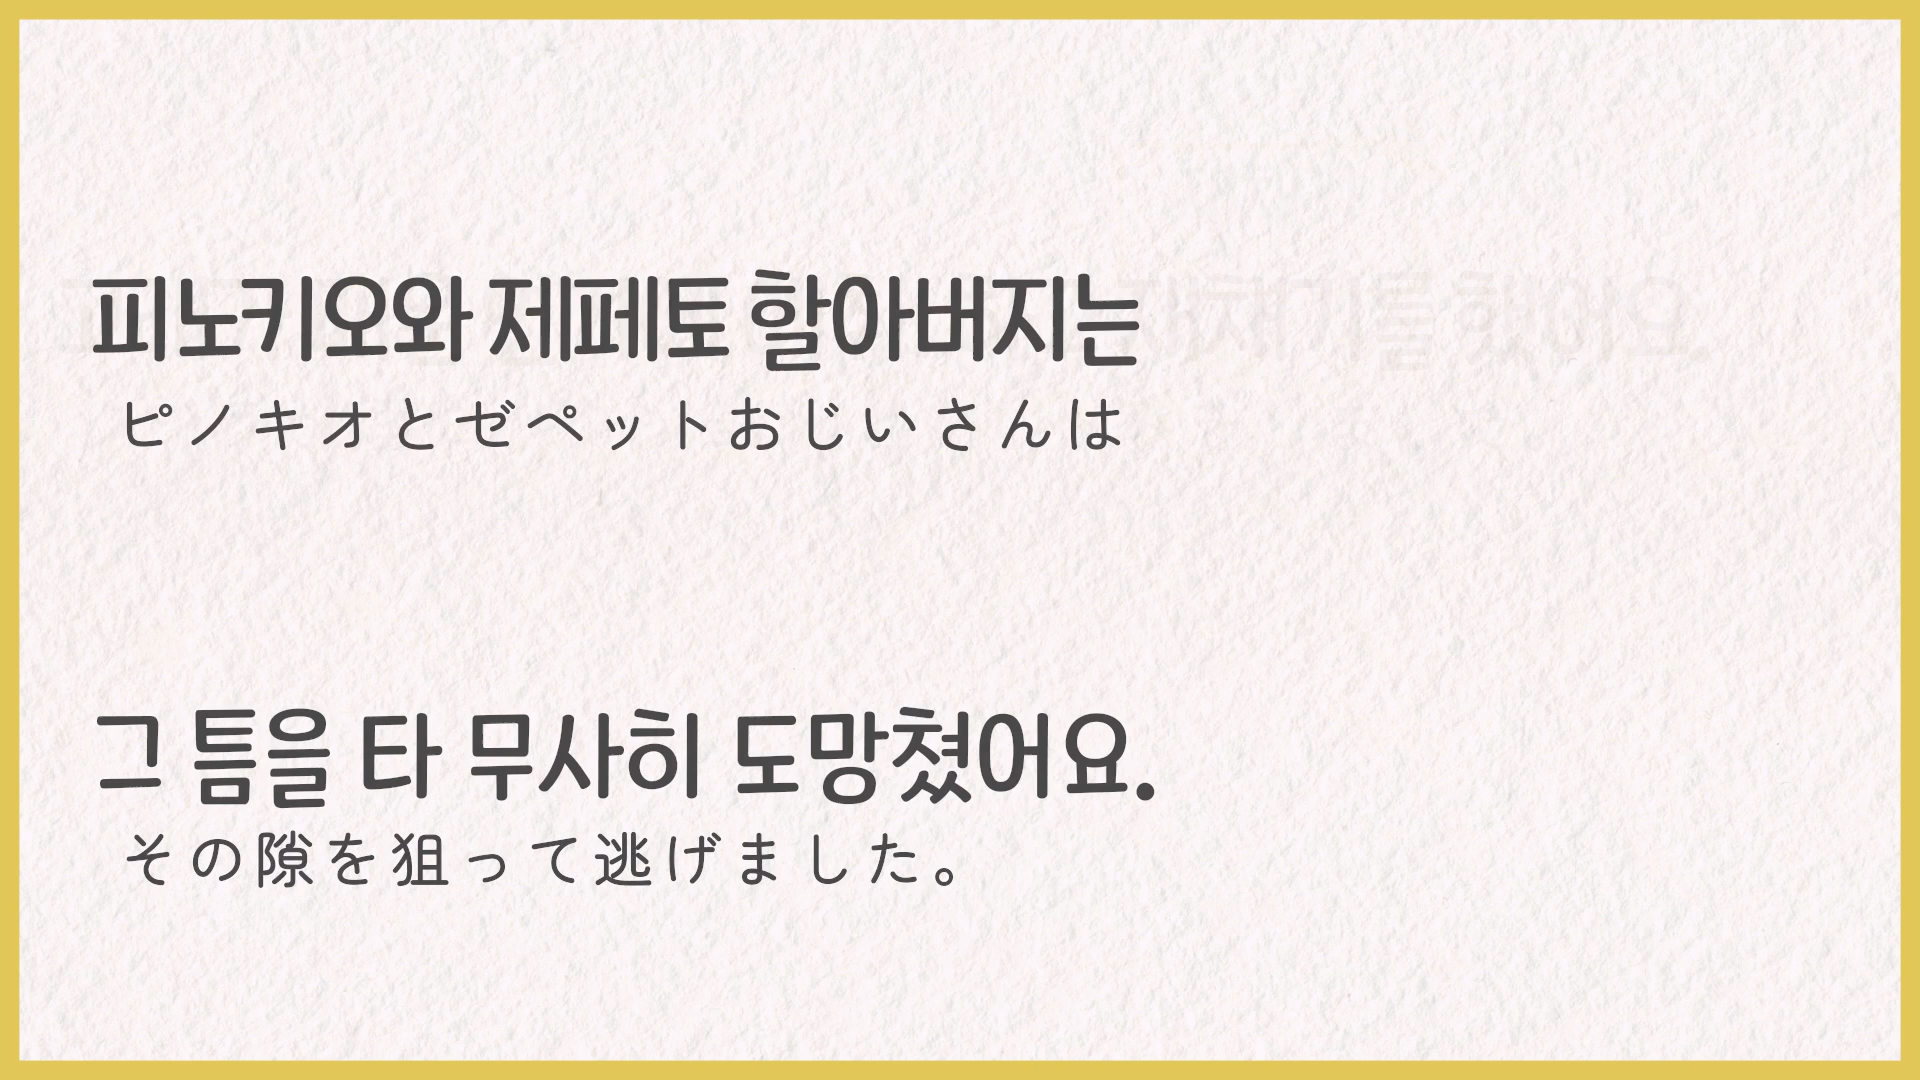 피노키오와 제페토 할아버지는
ピノキオとゼペットおじいさんは
그 틈을 타 무사히 도망쳤어요.
その隙を狙って逃げました。